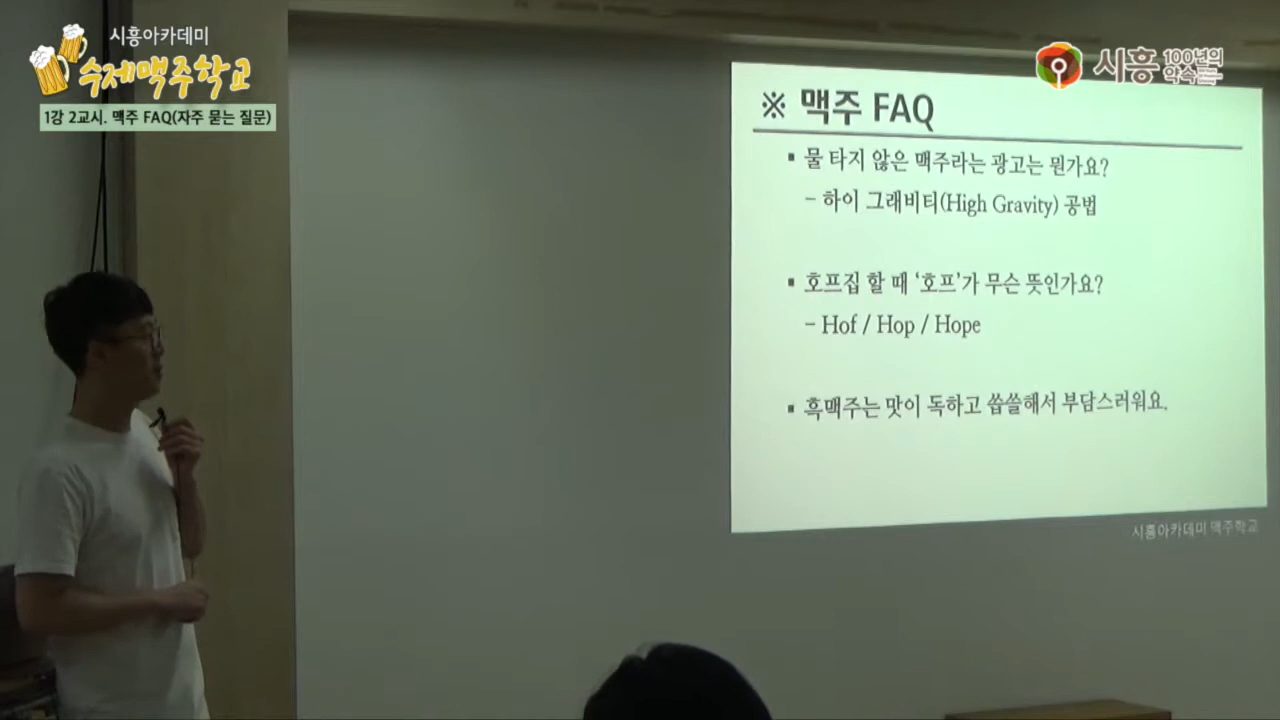 시흥아카데미
수제맥주학교
1강 2교시. 맥주 FAQ(자주 묻는 질문)
시흥 100년의 약속
※ 맥주 FAQ
▪ 물 타지 않은 맥주라는 광고는 뭔가요?
- 하이 그래비티(High Gravity) 공법
▪ 호프집 할 때 ‘호프’가 무슨 뜻인가요?
- Hof / Hop / Hope
▪ 흑맥주는 맛이 독하고 씁쓸해서 부담스러워요.
시흥아카데미 맥주학교